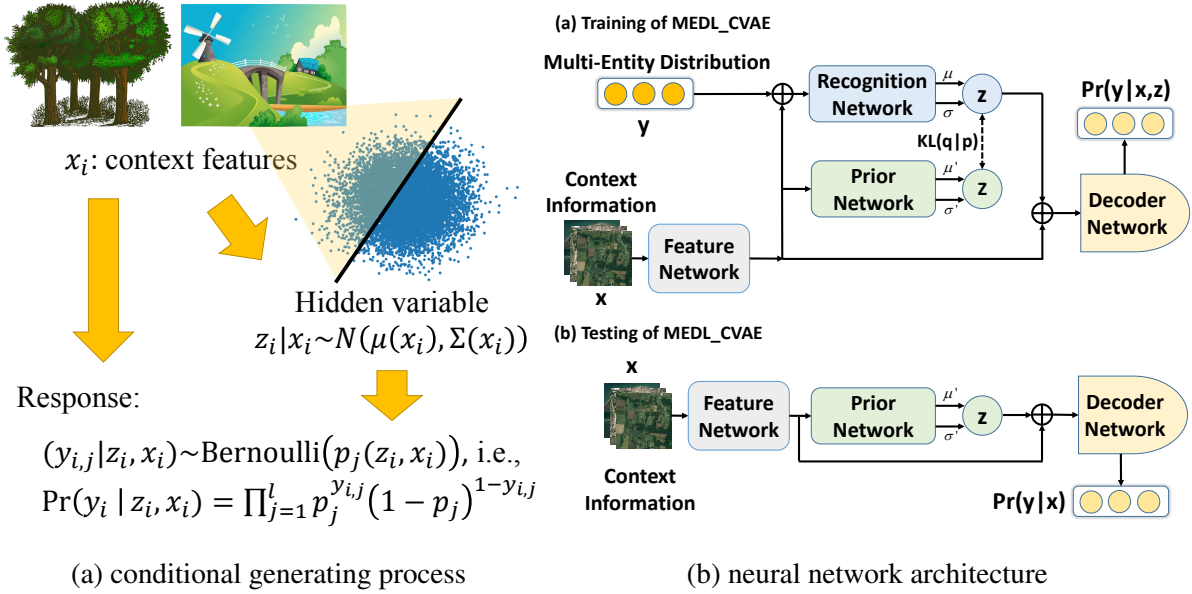 x_i: context features
Hidden variable
z_i|x_i~N(μ(x_i), Σ(x_i))
Response:
(y_{i,j}|z_i, x_i)~Bernoulli(p_j(z_i, x_i)), i.e.,
Pr(y_i | z_i, x_i) = ∏_{j=1}^{l} p_j^{y_{i,j}}(1 − p_j)^{1−y_{i,j}}
(a) conditional generating process
(a) Training of MEDL_CVAE
Multi-Entity Distribution
y
Recognition
Network
μ
σ
z
KL(q|p)
Prior
Network
μ'
σ'
z
Context
Information
x
Feature
Network
Pr(y|x,z)
Decoder
Network
(b) Testing of MEDL_CVAE
x
Context
Information
Feature
Network
Prior
Network
μ'
σ'
z
Decoder
Network
Pr(y|x)
(b) neural network architecture